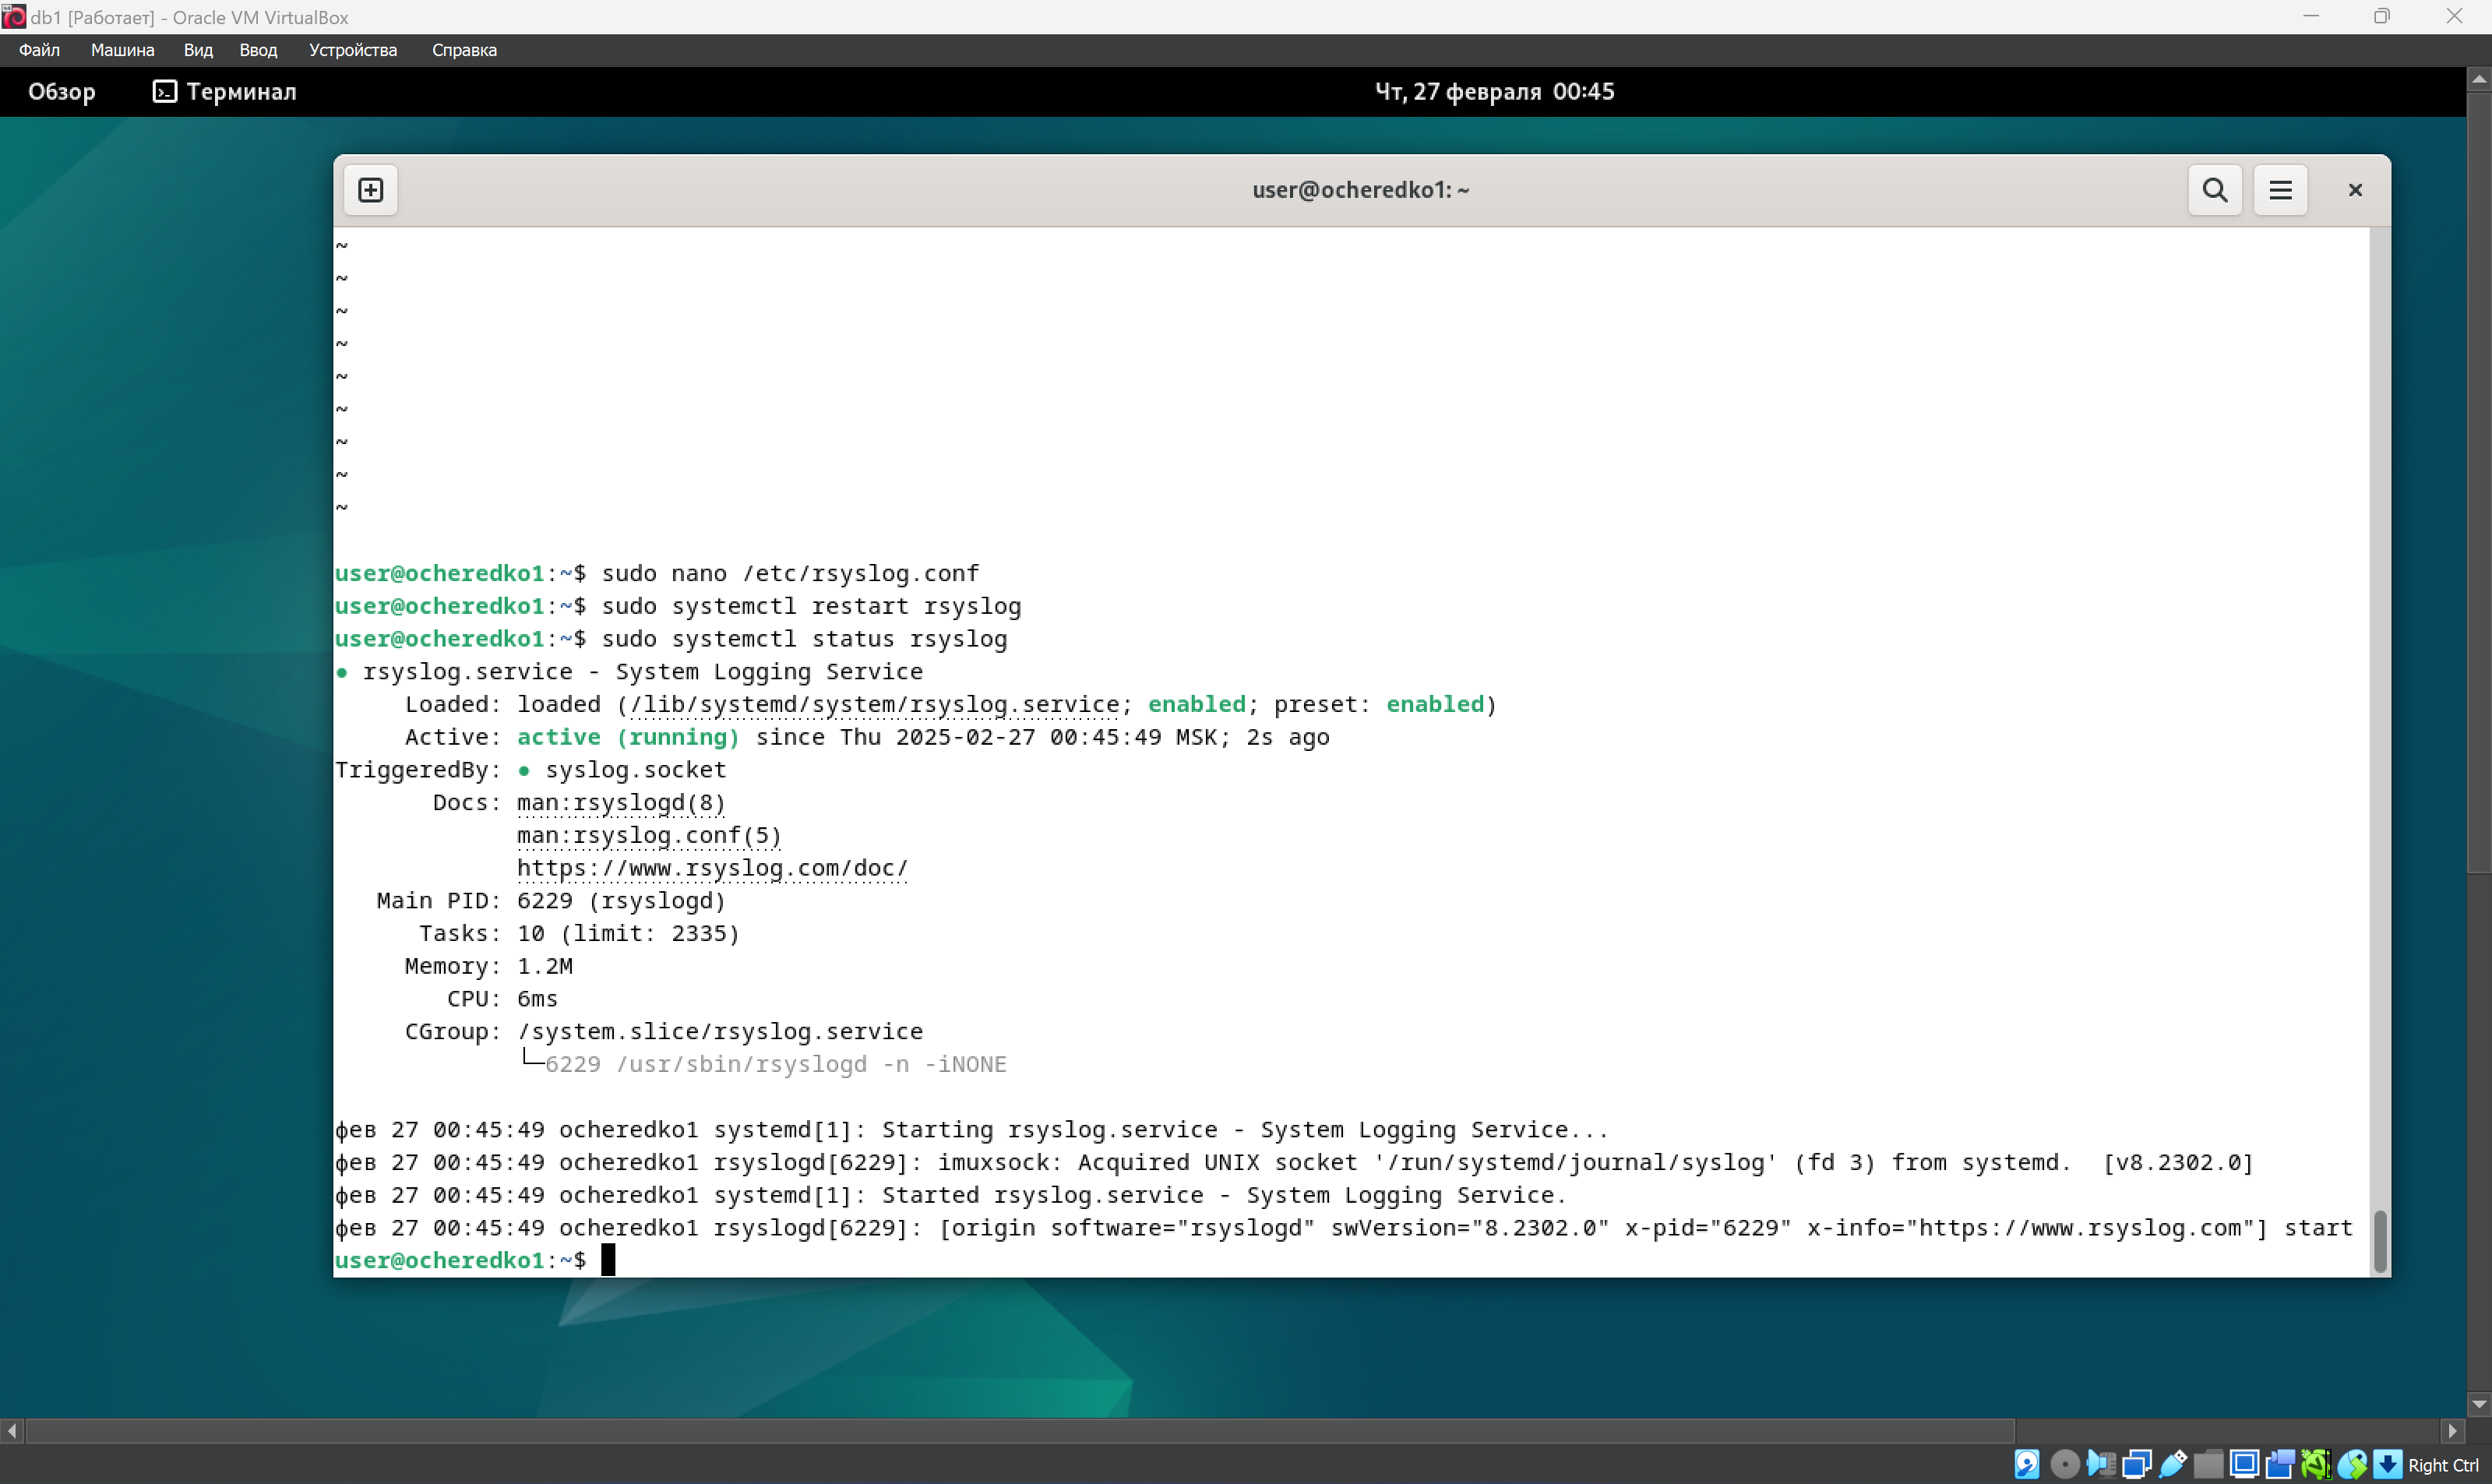 db1 [Работает] - Oracle VM VirtualBox
Файл Машина Вид Ввод Устройства Справка
Обзор Терминал Чт, 27 февраля 00:45
user@ocheredko1: ~
~
~
~
~
~
~
~
~
~
user@ocheredko1:~$ sudo nano /etc/rsyslog.conf
user@ocheredko1:~$ sudo systemctl restart rsyslog
user@ocheredko1:~$ sudo systemctl status rsyslog
● rsyslog.service - System Logging Service
Loaded: loaded (/lib/systemd/system/rsyslog.service; enabled; preset: enabled)
Active: active (running) since Thu 2025-02-27 00:45:49 MSK; 2s ago
TriggeredBy: ● syslog.socket
Docs: man:rsyslogd(8)
man:rsyslog.conf(5)
https://www.rsyslog.com/doc/
Main PID: 6229 (rsyslogd)
Tasks: 10 (limit: 2335)
Memory: 1.2M
CPU: 6ms
CGroup: /system.slice/rsyslog.service
└─6229 /usr/sbin/rsyslogd -n -iNONE
фев 27 00:45:49 ocheredko1 systemd[1]: Starting rsyslog.service - System Logging Service...
фев 27 00:45:49 ocheredko1 rsyslogd[6229]: imuxsock: Acquired UNIX socket '/run/systemd/journal/syslog' (fd 3) from systemd.  [v8.2302.0]
фев 27 00:45:49 ocheredko1 systemd[1]: Started rsyslog.service - System Logging Service.
фев 27 00:45:49 ocheredko1 rsyslogd[6229]: [origin software="rsyslogd" swVersion="8.2302.0" x-pid="6229" x-info="https://www.rsyslog.com"] start
user@ocheredko1:~$
Right Ctrl